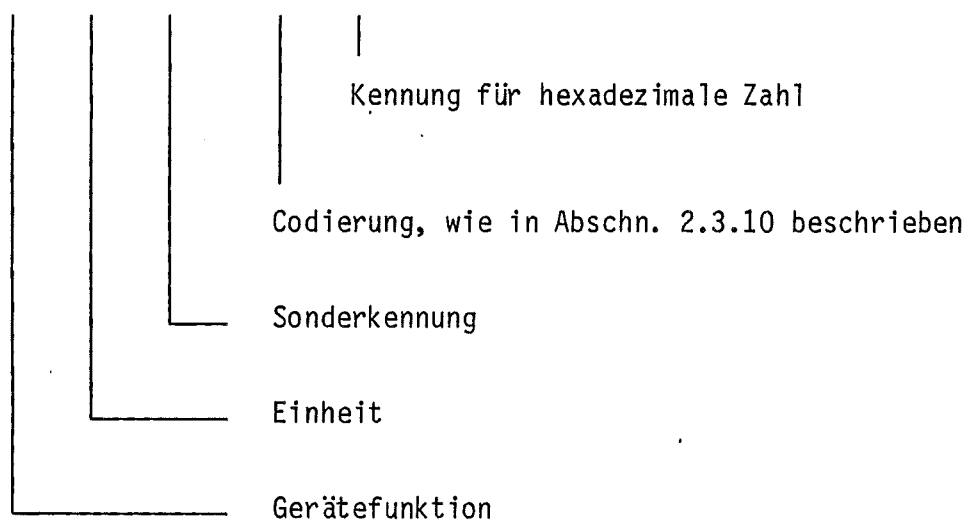 Kennung für hexadezimale Zahl
Codierung, wie in Abschn. 2.3.10 beschrieben
Sonderkennung
Einheit
Gerätefunktion